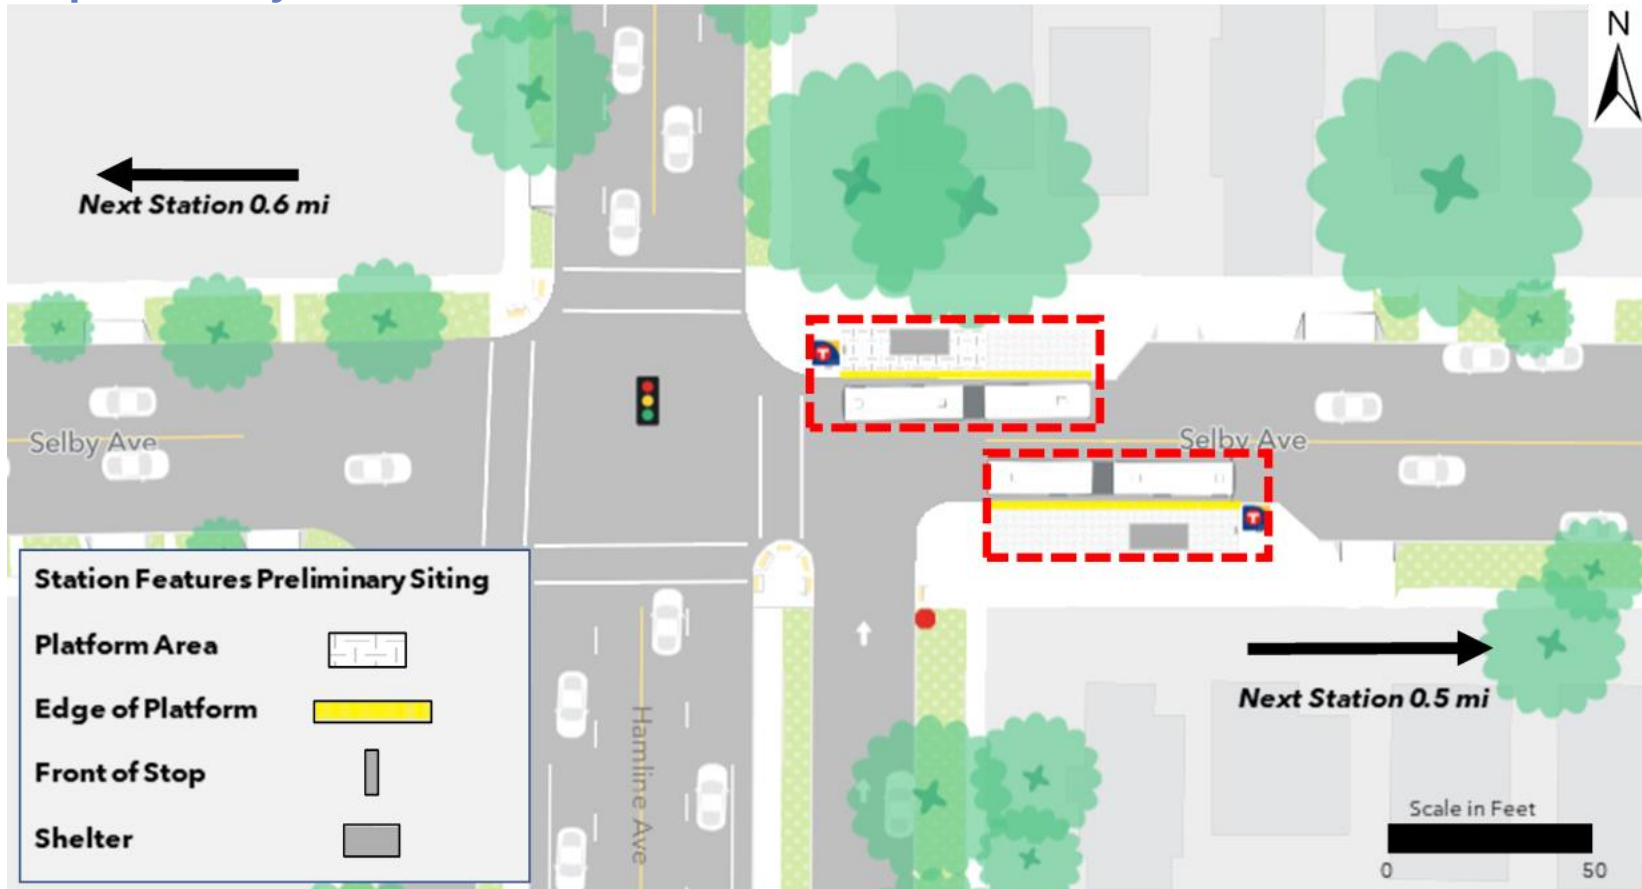 N
Next Station 0.6 mi
Selby Ave
Selby Ave
T
T
Station Features Preliminary Siting
Platform Area
Edge of Platform
Front of Stop
Shelter
Hamline Ave
Next Station 0.5 mi
Scale in Feet
0 50